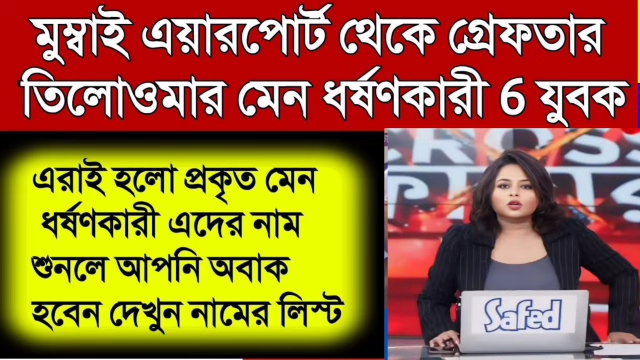 মুম্বাই এয়ারপোর্ট থেকে গ্রেফতার
তিলোওমার মেন ধর্ষণকারী 6 যুবক
এরাই হলো প্রকৃত মেন
ধর্ষণকারী এদের নাম
শুনলে আপনি অবাক
হবেন দেখুন নামের লিস্ট
CROSS
Safed